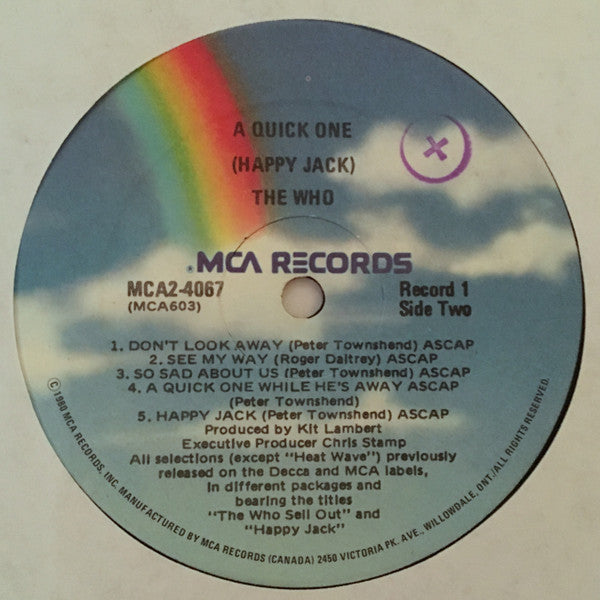 A QUICK ONE
(HAPPY JACK)
THE WHO
® MCA RECORDS
MCA2-4067
(MCA603)
Record 1
Side Two
1. DON'T LOOK AWAY (Peter Townshend) ASCAP
2. SEE MY WAY (Roger Daltrey) ASCAP
3. SO SAD ABOUT US (Peter Townshend) ASCAP
4. A QUICK ONE WHILE HE'S AWAY ASCAP
(Peter Townshend)
5. HAPPY JACK (Peter Townshend) ASCAP
Produced by Kit Lambert
Executive Producer Chris Stamp
All selections (except "Heat Wave") previously
released on the Decca and MCA labels,
In different packages and
bearing the titles
"The Who Sell Out" and
"Happy Jack"
© 1980 MCA RECORDS, INC. MANUFACTURED BY MCA RECORDS (CANADA) 2450 VICTORIA PK. AVE., WILLOWDALE, ONT./ALL RIGHTS RESERVED.